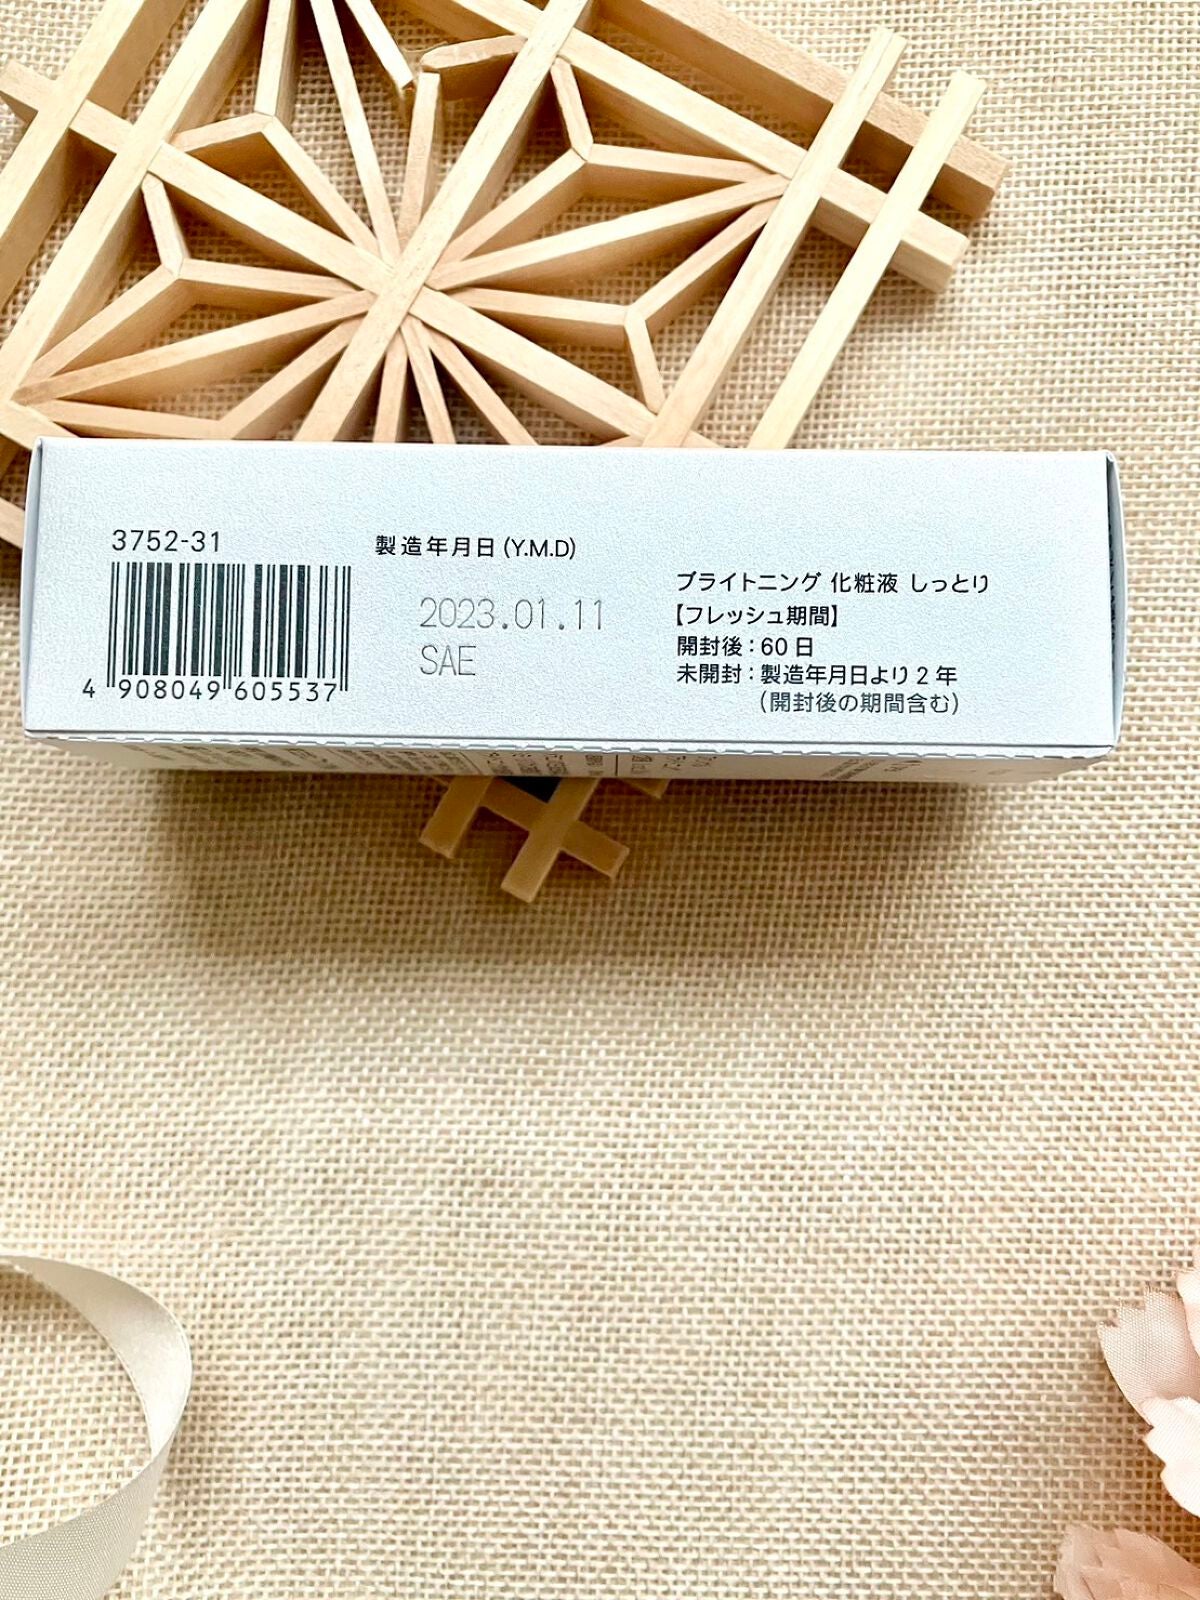 3752-31
4 908049 605537
製造年月日(Y.M.D)
2023.01.11
SAE
ブライトニング 化粧液 しっとり
【フレッシュ期間】
開封後：60日
未開封：製造年月日より2年
（開封後の期間含む）